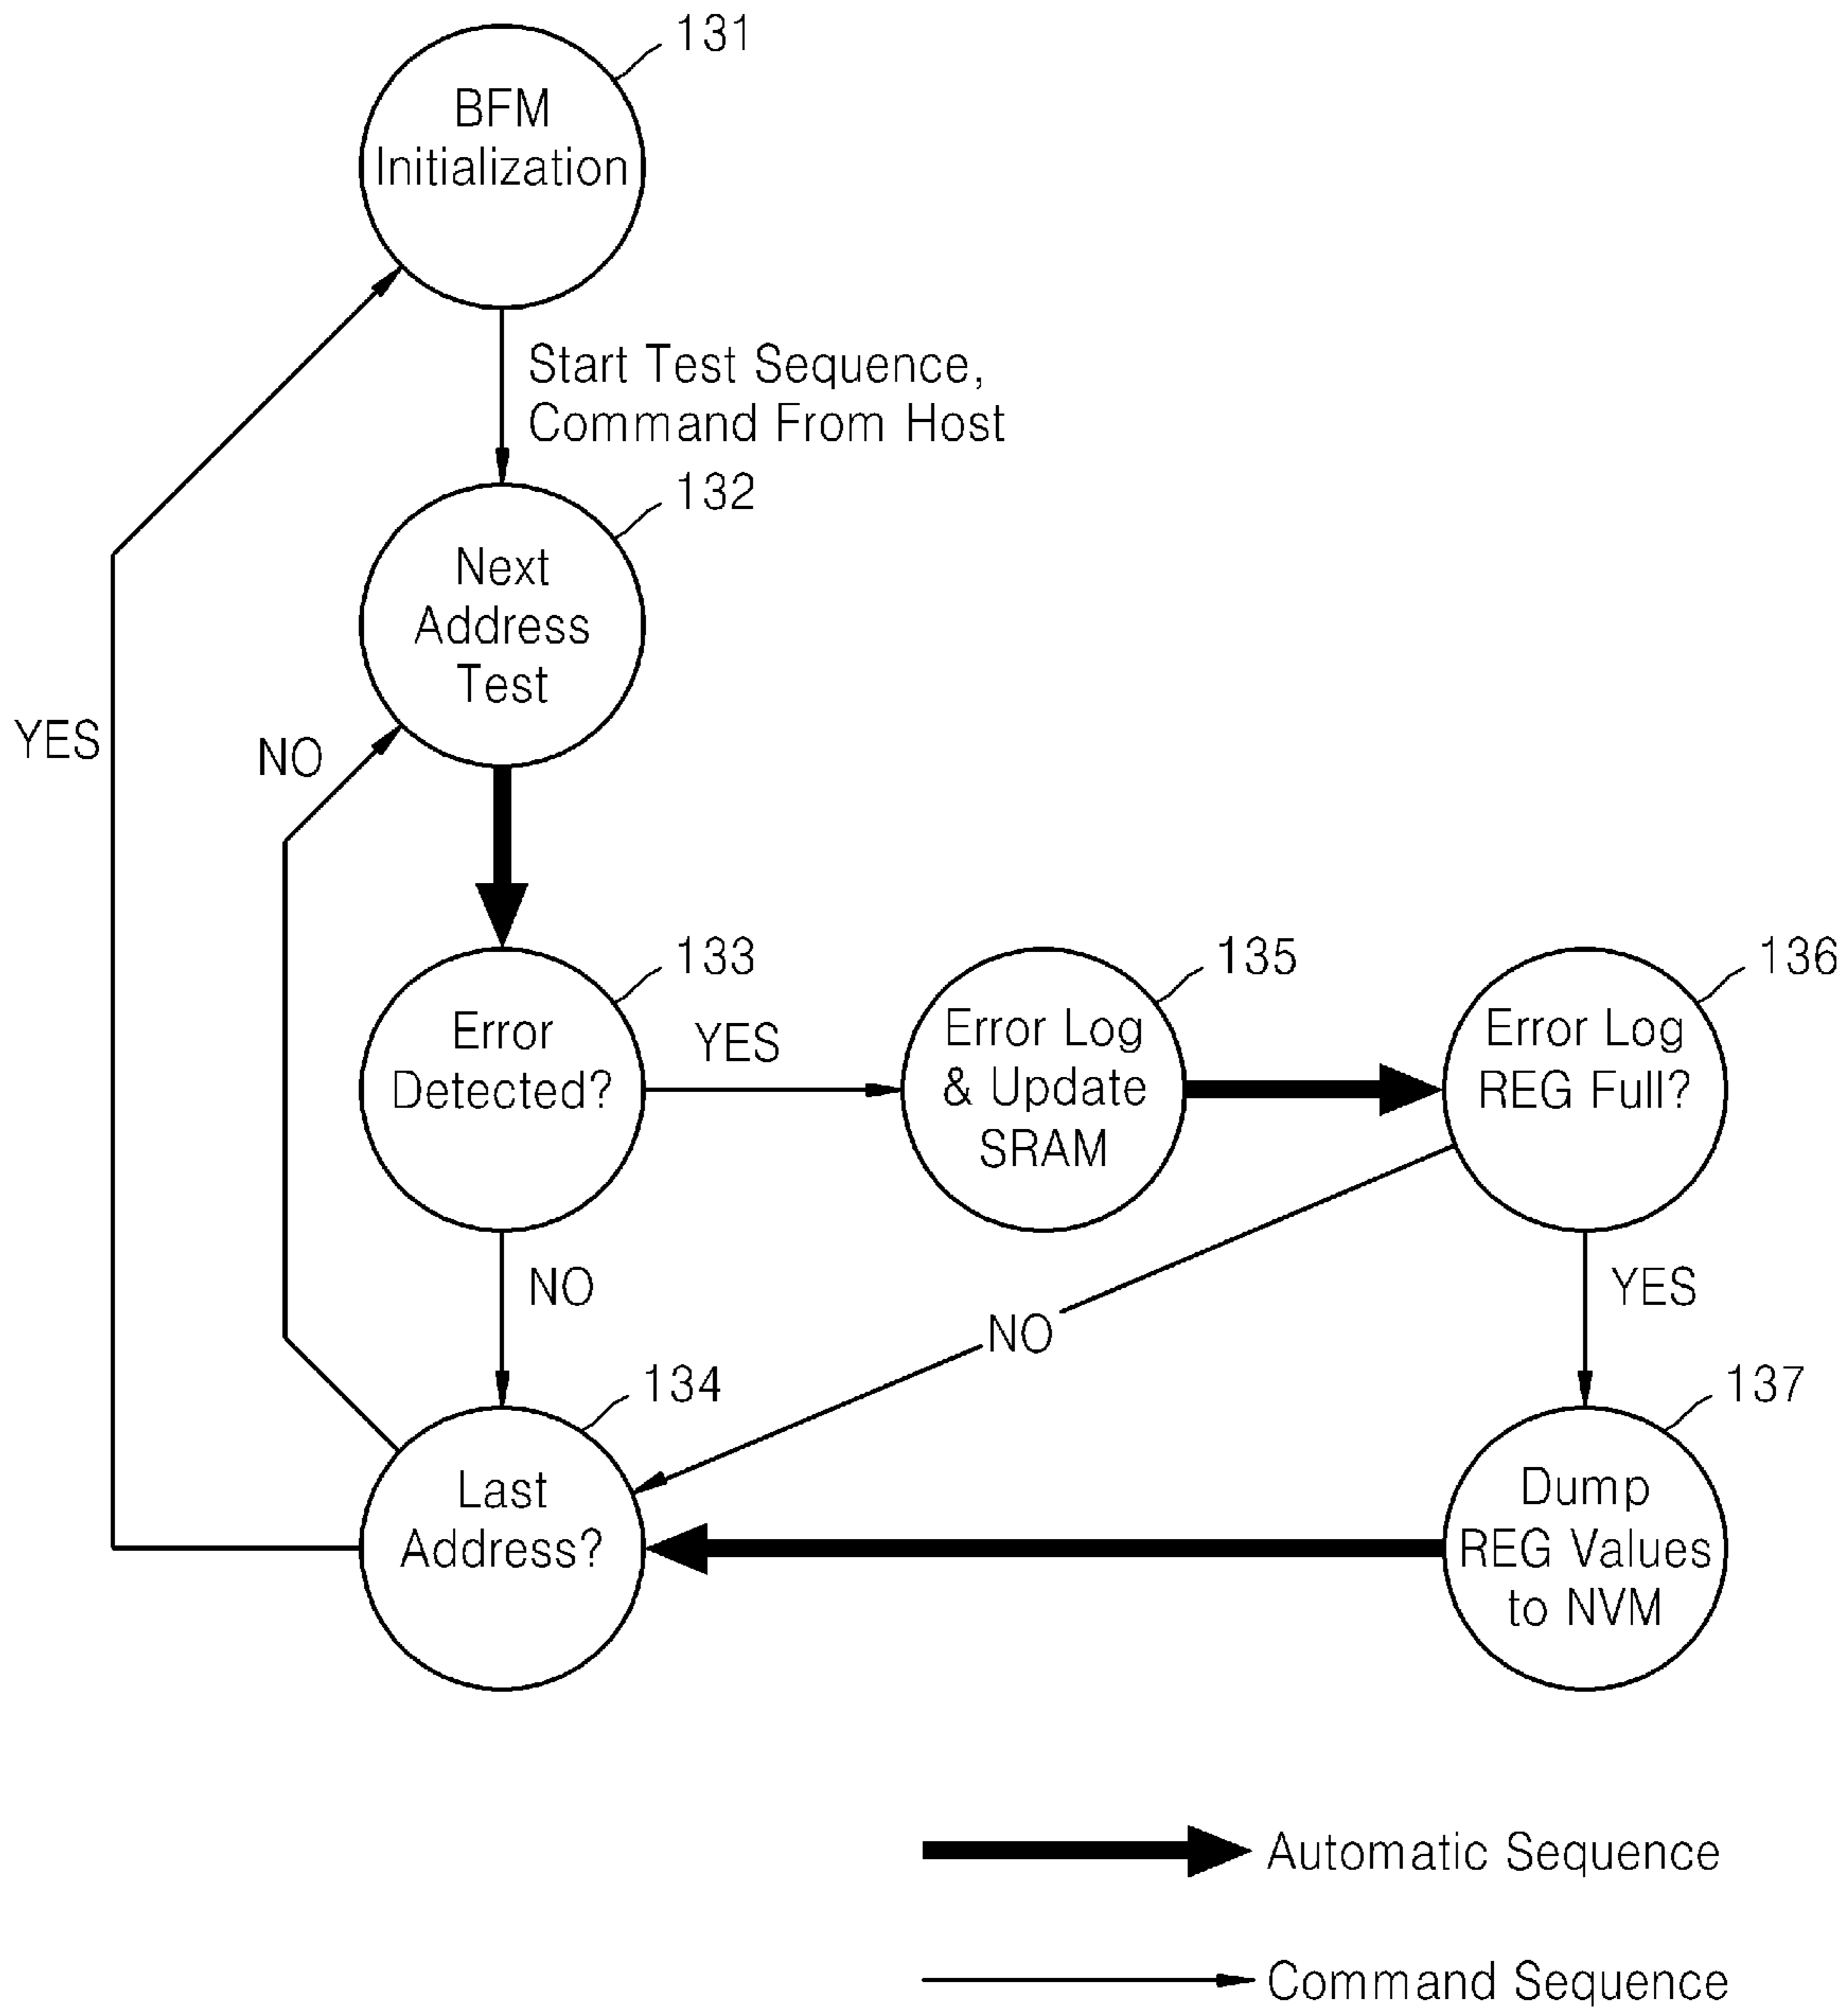 131
BFM
Initialization
Start Test Sequence,
Command From Host
132
Next
Address
Test
YES
NO
133
Error
Detected?
YES
135
Error Log
& Update
SRAM
136
Error Log
REG Full?
NO
NO
YES
134
Last
Address?
137
Dump
REG Values
to NVM
Automatic Sequence
Command Sequence